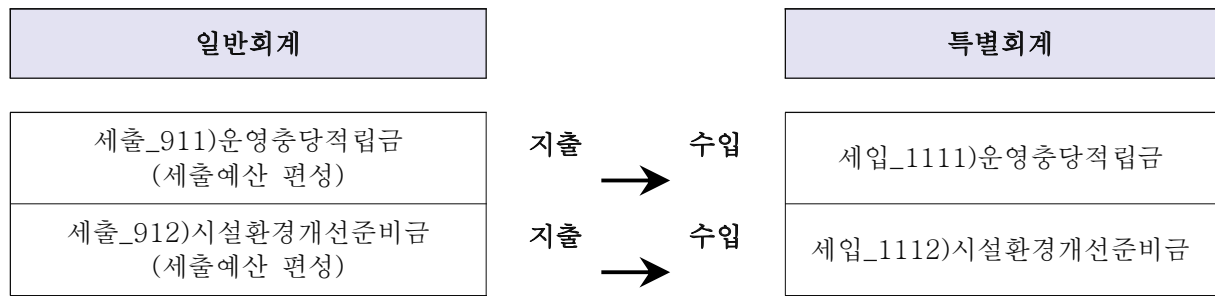 일반회계
특별회계
세출_911)운영충당적립금
(세출예산 편성)
지출
수입
세입_1111)운영충당적립금
세출_912)시설환경개선준비금
(세출예산 편성)
지출
수입
세입_1112)시설환경개선준비금